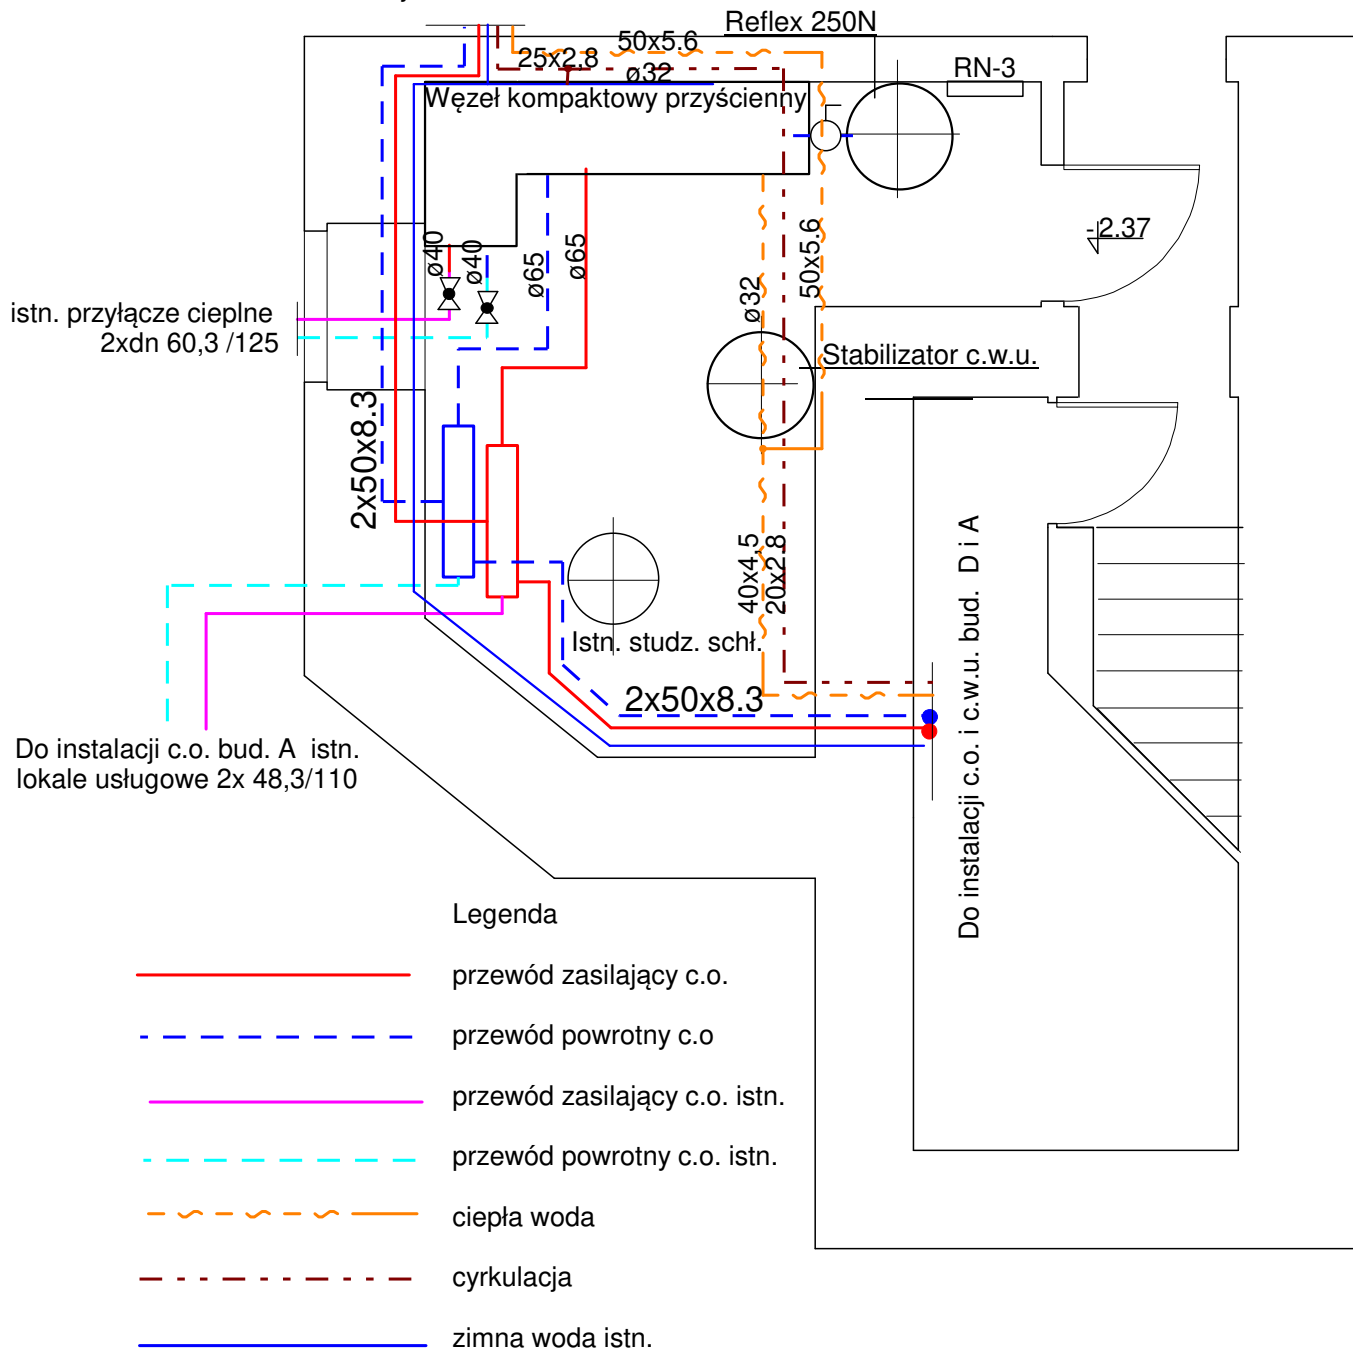 Reflex 250N
50x5.6
25x2,8
ø32
RN-3
Węzeł kompaktowy przyścienny
-2.37
ø40
ø40
ø65
ø65
ø32
50x5.6
istn. przyłącze cieplne
2xdn 60,3 /125
Stabilizator c.w.u.
2x50x8.3
40x4,5
20x2.8
Istn. studz. schł.
2x50x8.3
Do instalacji c.o. i c.w.u. bud. D i A
Do instalacji c.o. bud. A istn.
lokale usługowe 2x 48,3/110
Legenda
przewód zasilający c.o.
przewód powrotny c.o
przewód zasilający c.o. istn.
przewód powrotny c.o. istn.
ciepła woda
cyrkulacja
zimna woda istn.